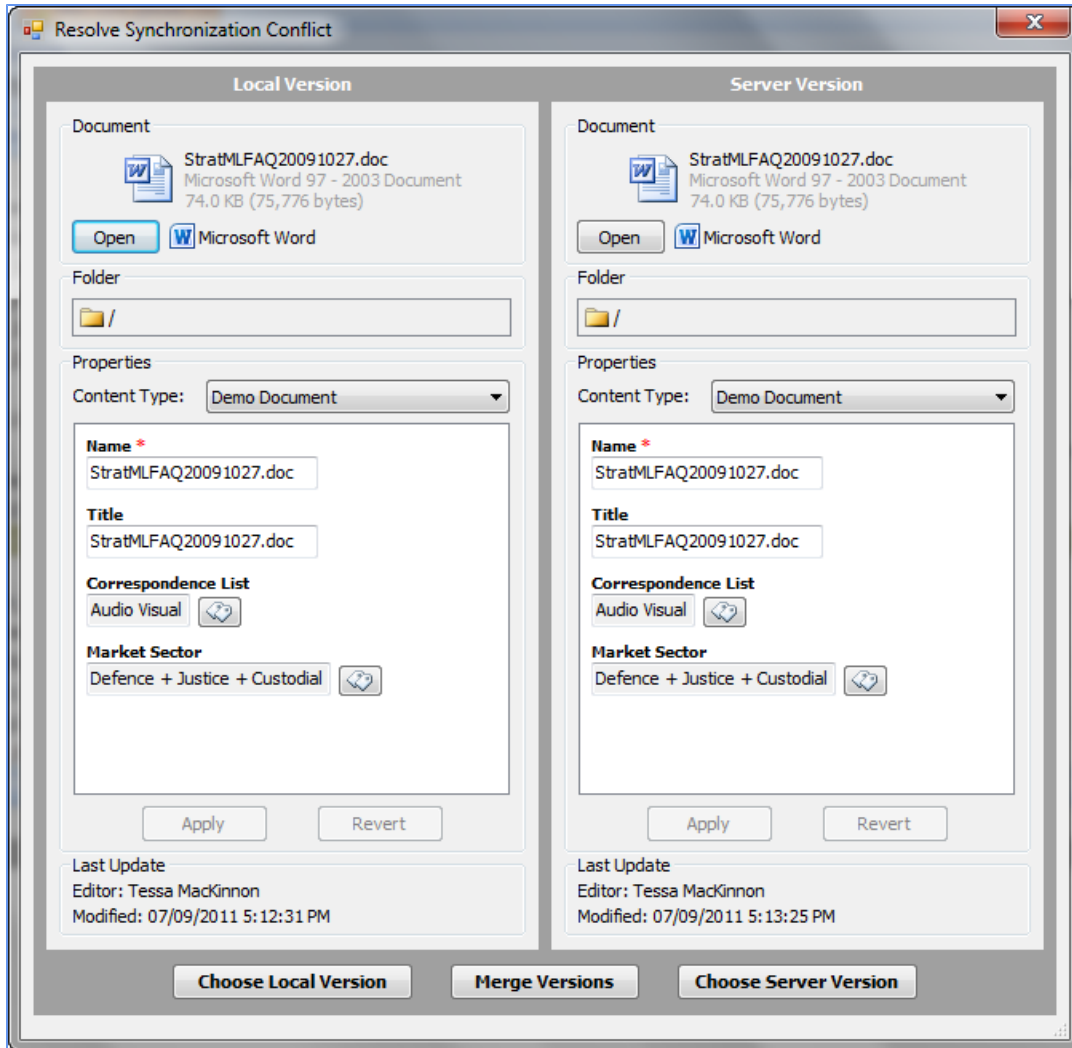 Resolve Synchronization Conflict
Local Version
Document
StratMLFAQ20091027.doc
Microsoft Word 97 - 2003 Document
74.0 KB (75,776 bytes)
Open
Microsoft Word
Folder
/
Properties
Content Type: Demo Document
Name *
StratMLFAQ20091027.doc
Title
StratMLFAQ20091027.doc
Correspondence List
Audio Visual
Market Sector
Defence + Justice + Custodial
Apply Revert
Last Update
Editor: Tessa MacKinnon
Modified: 07/09/2011 5:12:31 PM
Server Version
Document
StratMLFAQ20091027.doc
Microsoft Word 97 - 2003 Document
74.0 KB (75,776 bytes)
Open
Microsoft Word
Folder
/
Properties
Content Type: Demo Document
Name *
StratMLFAQ20091027.doc
Title
StratMLFAQ20091027.doc
Correspondence List
Audio Visual
Market Sector
Defence + Justice + Custodial
Apply Revert
Last Update
Editor: Tessa MacKinnon
Modified: 07/09/2011 5:13:25 PM
Choose Local Version Merge Versions Choose Server Version